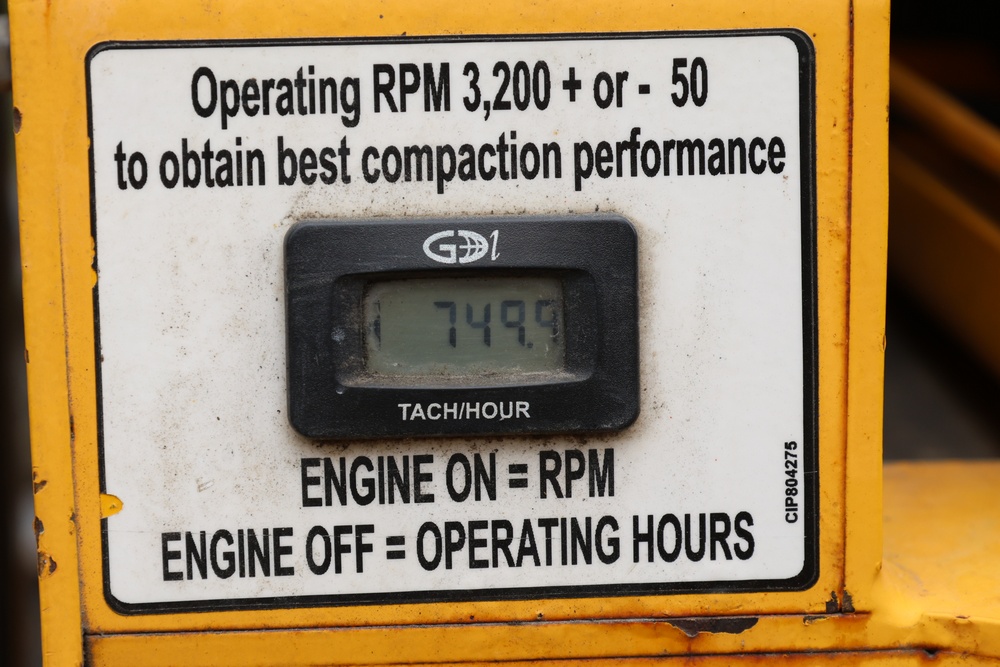 Operating RPM 3,200 + or - 50
to obtain best compaction performance
GDI
749.9
TACH/HOUR
ENGINE ON = RPM
ENGINE OFF = OPERATING HOURS
CIP804275